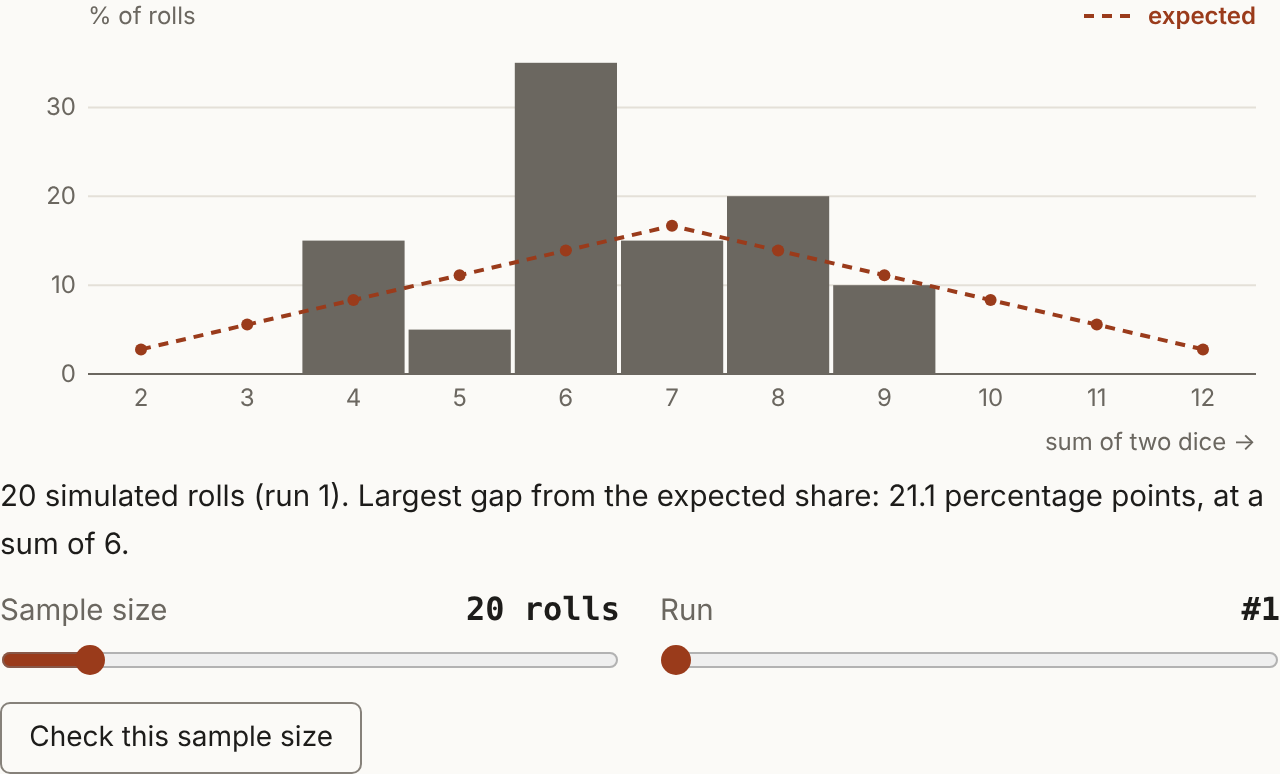 % of rolls
expected
30
20
10
0
2 3 4 5 6 7 8 9 10 11 12
sum of two dice →
20 simulated rolls (run 1). Largest gap from the expected share: 21.1 percentage points, at a
sum of 6.
Sample size 20 rolls
Run #1
Check this sample size